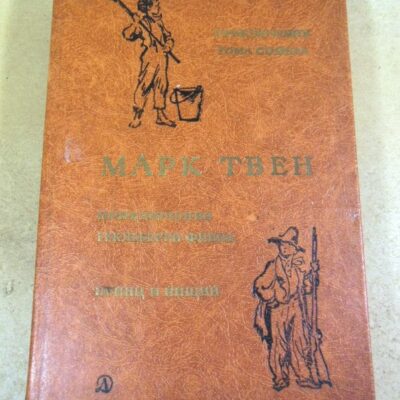 ПРИКЛЮЧЕНИЯ
ТОМА СОЙЕРА
МАРК ТВЕН
ПРИКЛЮЧЕНИЯ
ГЕКЛЬБЕРРИ ФИННА
ПРИНЦ И НИЩИЙ